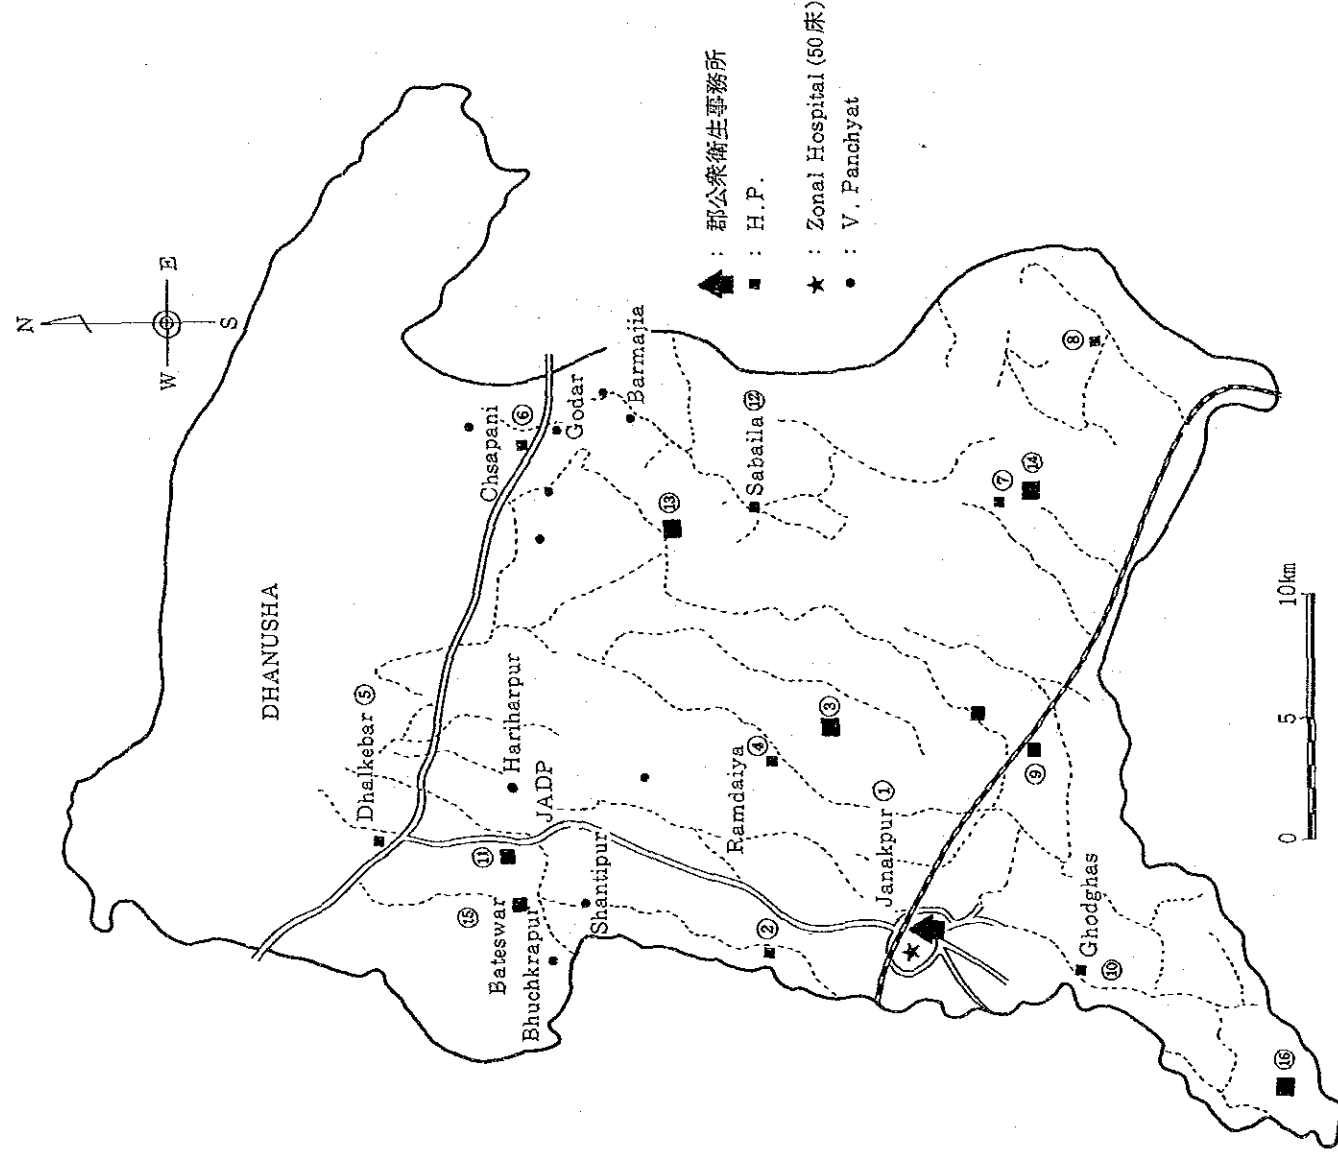 N
W
E
S
DHANUSHA
Chsapani ⑥
Godar
Barmajia
Dhalkebar ⑤
Hariharpur
JADP
⑪
⑮
Bateswar
Bhuchkrapur
Shantipur
⑬
Sabaila ⑫
Ramdaiya ④
③
②
Janakpur ①
⑦
⑭
⑧
⑨
Ghodghas
⑩
⑯
: 郡公衆衛生事務所
: H.P.
: Zonal Hospital (50床)
: V. Panchyat
0 5 10km